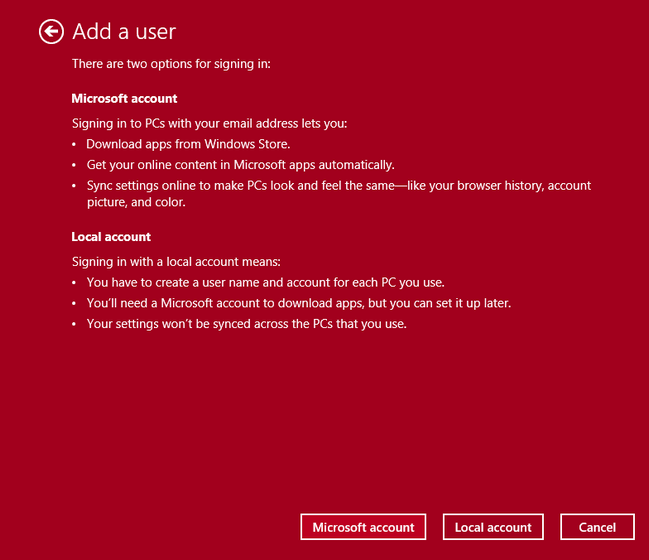 Add a user
There are two options for signing in:
Microsoft account
Signing in to PCs with your email address lets you:
• Download apps from Windows Store.
• Get your online content in Microsoft apps automatically.
• Sync settings online to make PCs look and feel the same—like your browser history, account
picture, and color.
Local account
Signing in with a local account means:
• You have to create a user name and account for each PC you use.
• You’ll need a Microsoft account to download apps, but you can set it up later.
• Your settings won’t be synced across the PCs that you use.
Microsoft account Local account Cancel